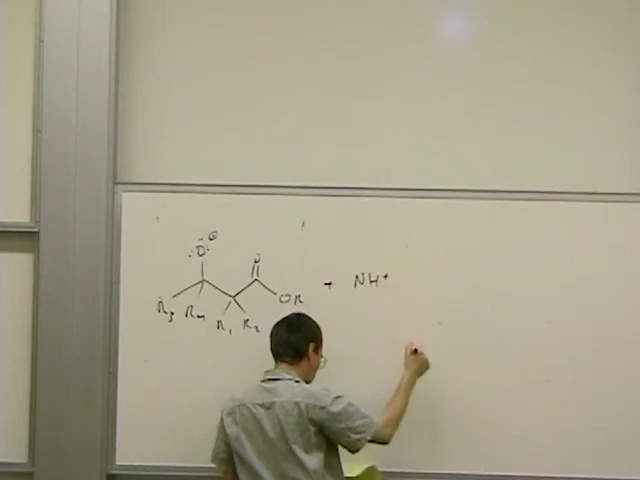 :Ö: ⊖
O
OR + NH+
R3 R4 R1 R2